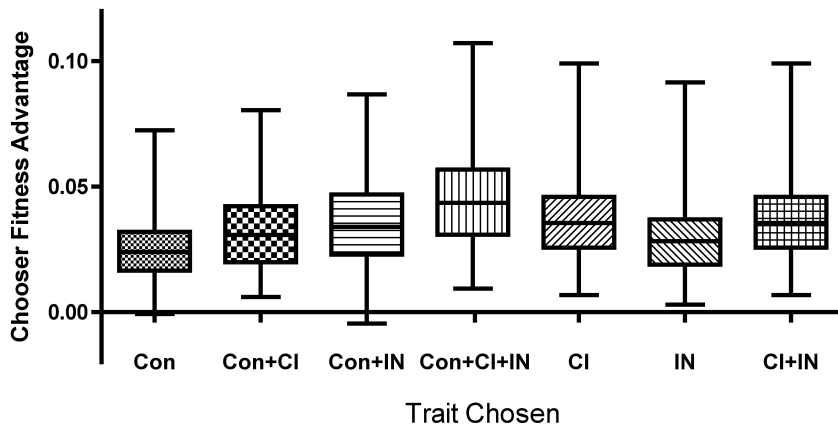 Chooser Fitness Advantage
0.10
0.05
0.00
Con Con+CI Con+IN Con+CI+IN CI IN CI+IN
Trait Chosen